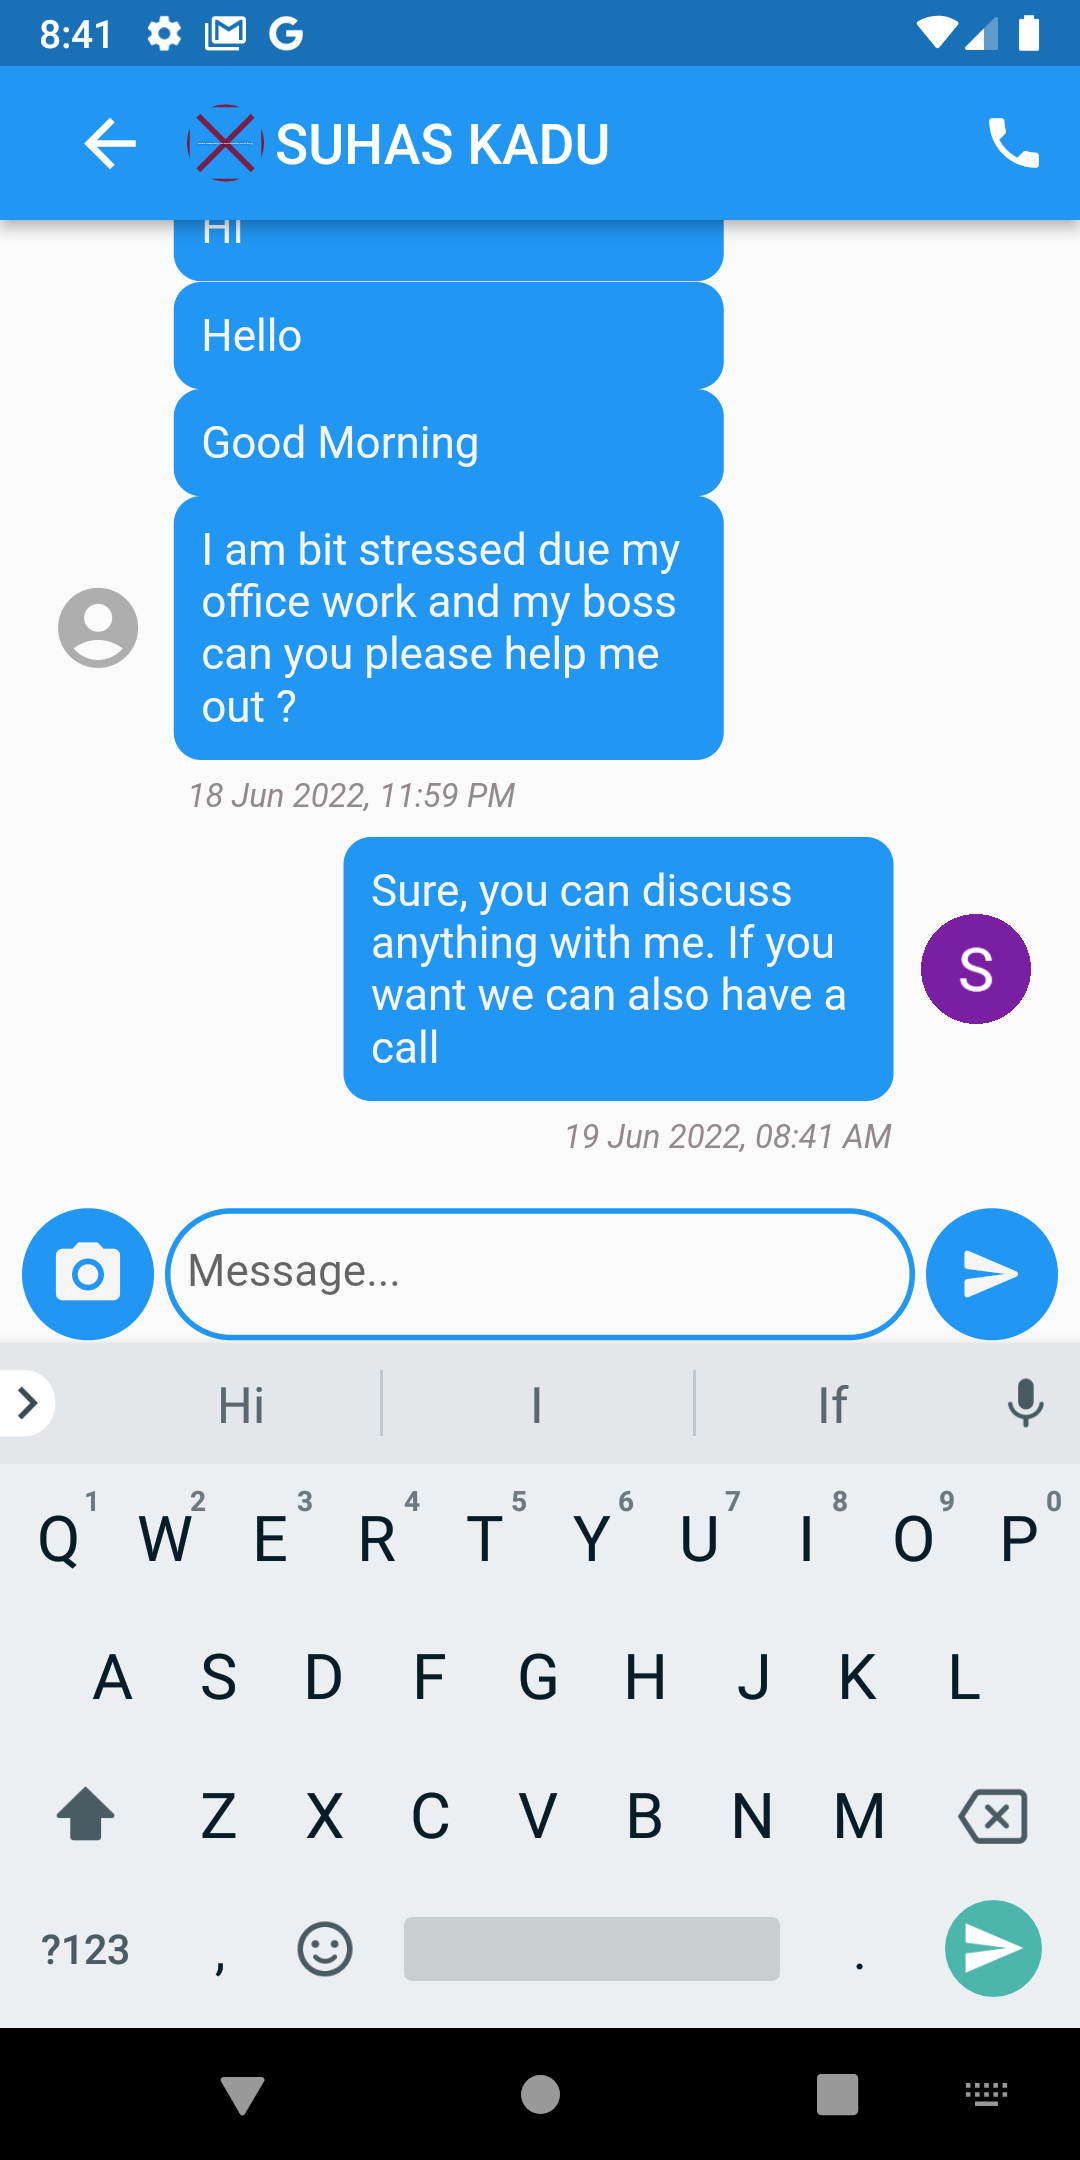 8:41
SUHAS KADU
Hi
Hello
Good Morning
I am bit stressed due my
office work and my boss
can you please help me
out ?
18 Jun 2022, 11:59 PM
Sure, you can discuss
anything with me. If you
want we can also have a
call
S
19 Jun 2022, 08:41 AM
Message...
Hi I If
1 2 3 4 5 6 7 8 9 0
Q W E R T Y U I O P
A S D F G H J K L
Z X C V B N M
?123 , .